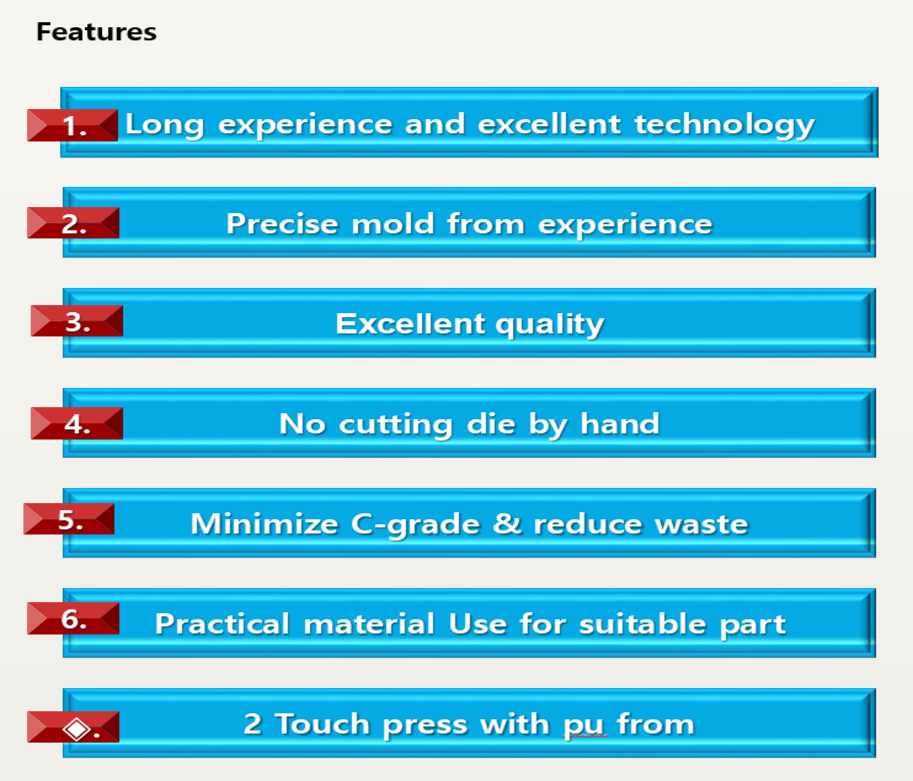 Features
1. Long experience and excellent technology
2. Precise mold from experience
3. Excellent quality
4. No cutting die by hand
5. Minimize C-grade & reduce waste
6. Practical material Use for suitable part
◈. 2 Touch press with pu from